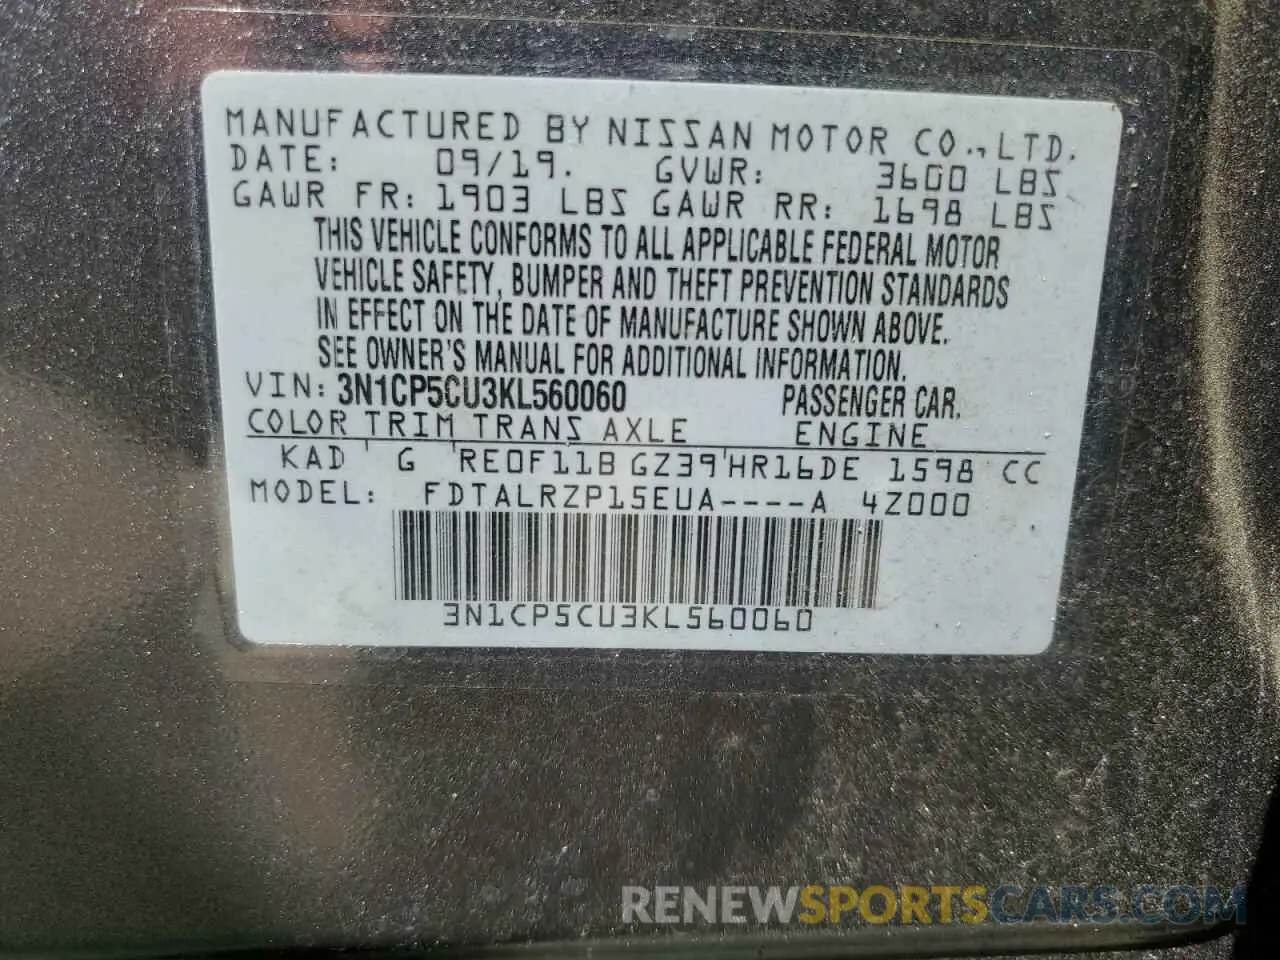 MANUFACTURED BY NISSAN MOTOR CO., LTD.
DATE: 09/19. GVWR: 3600 LBS
GAWR FR: 1903 LBS GAWR RR: 1698 LBS
THIS VEHICLE CONFORMS TO ALL APPLICABLE FEDERAL MOTOR
VEHICLE SAFETY, BUMPER AND THEFT PREVENTION STANDARDS
IN EFFECT ON THE DATE OF MANUFACTURE SHOWN ABOVE.
SEE OWNER'S MANUAL FOR ADDITIONAL INFORMATION.
VIN: 3N1CP5CU3KL560060 PASSENGER CAR.
COLOR TRIM TRANS AXLE ENGINE
KAD ' G 'RE0F11B GZ39'HR16DE 1598 CC
MODEL: FDTALRZP15EUA----A 4Z000
3N1CP5CU3KL560060
RENEWSPORTSCARS.COM